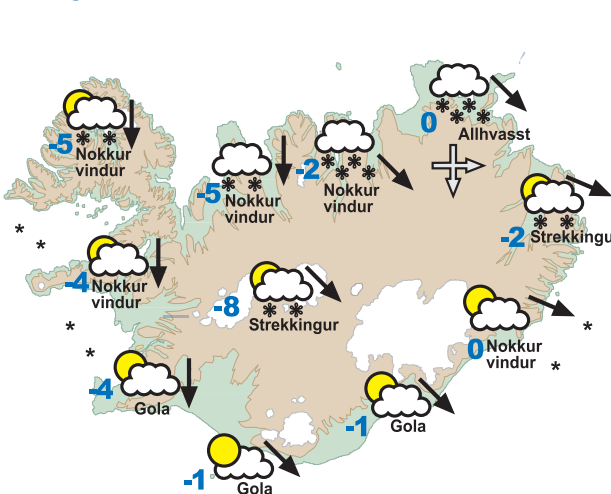 0
Allhvasst
-5
Nokkur
vindur
-5
Nokkur
vindur
-2
Nokkur
vindur
-2
Strekkingu
-4
Nokkur
vindur
-8
Strekkingur
0
Nokkur
vindur
-4
Gola
-1
Gola
-1
Gola